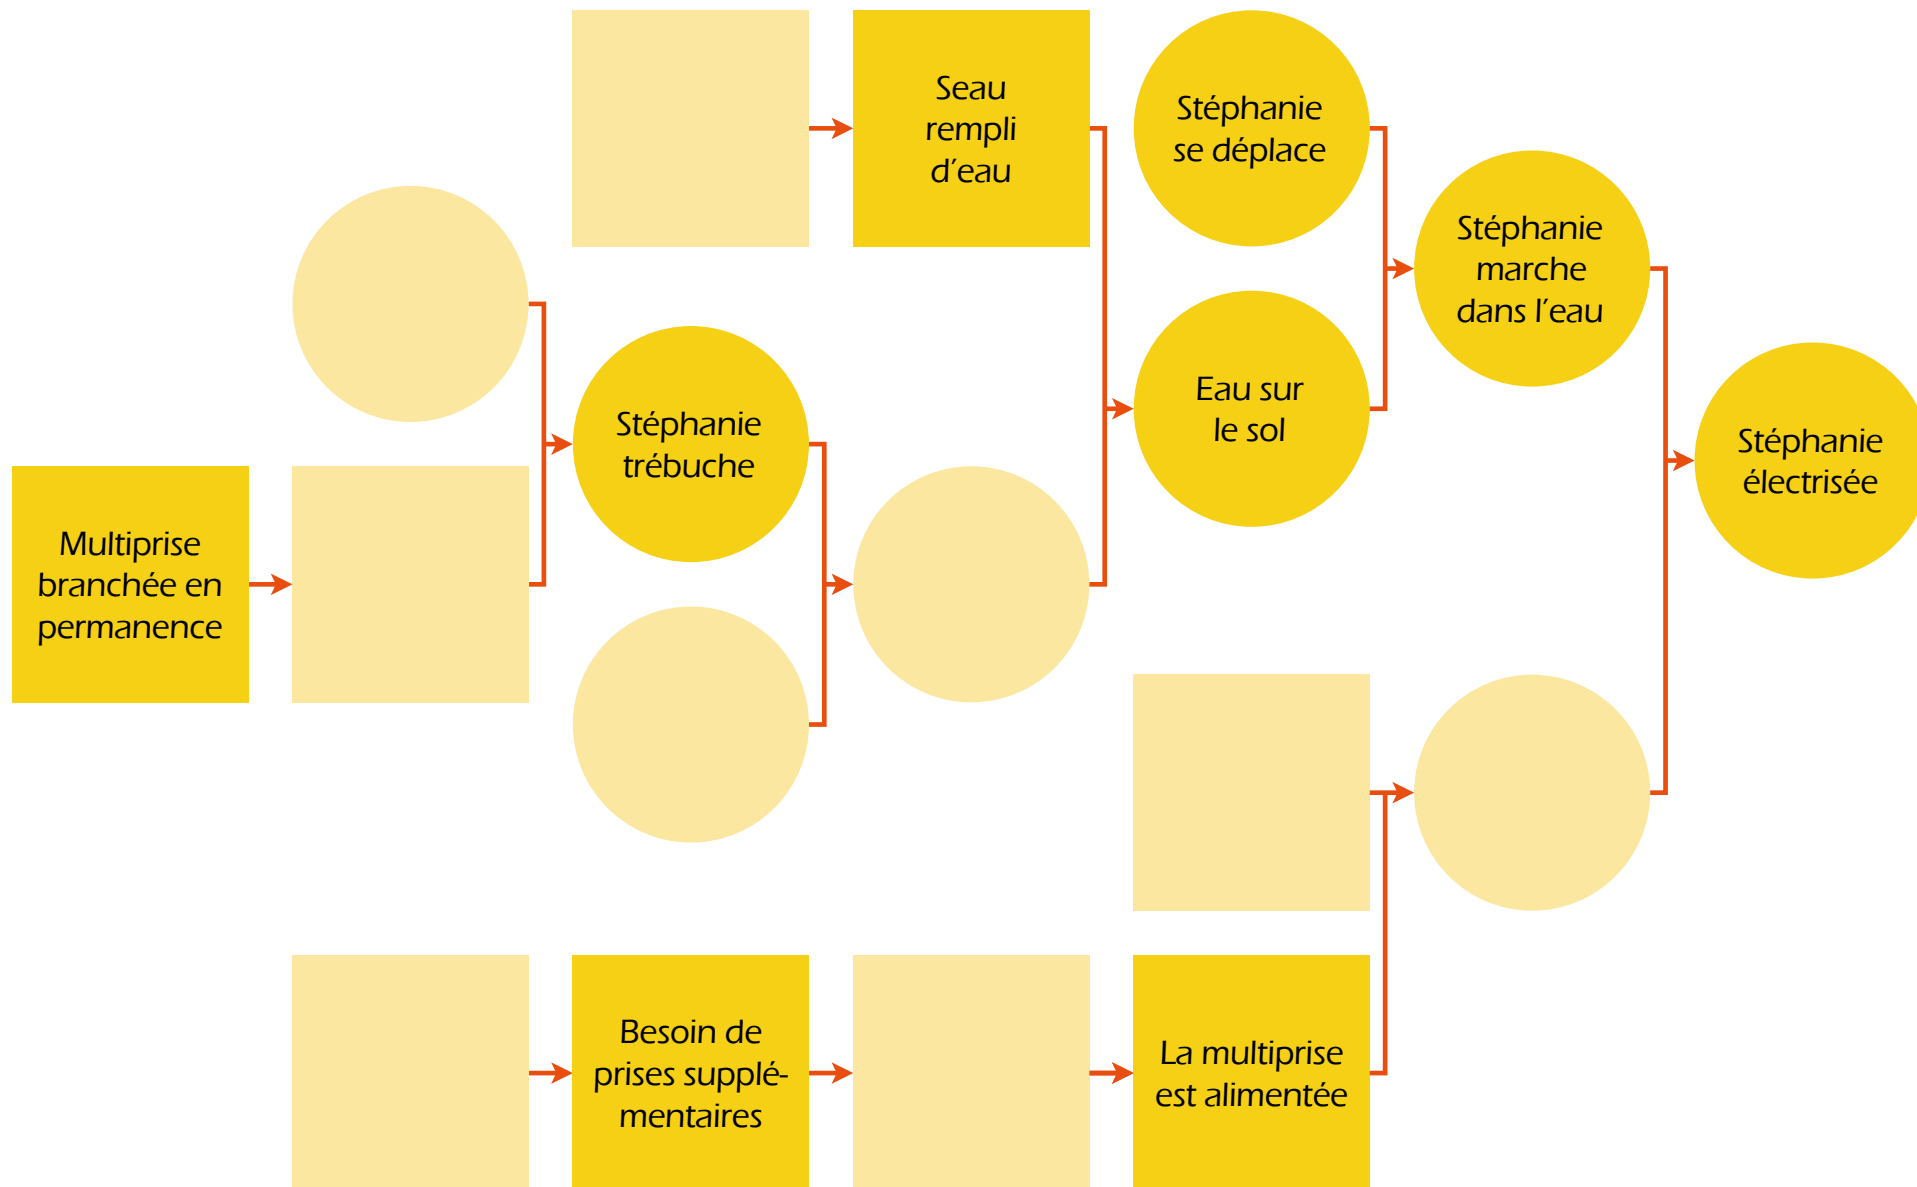 Seau
rempli
d’eau
Stéphanie
se déplace
Stéphanie
marche
dans l’eau
Eau sur
le sol
Stéphanie
trébuche
Stéphanie
électrisée
Multiprise
branchée en
permanence
Besoin de
prises supplé-
mentaires
La multiprise
est alimentée